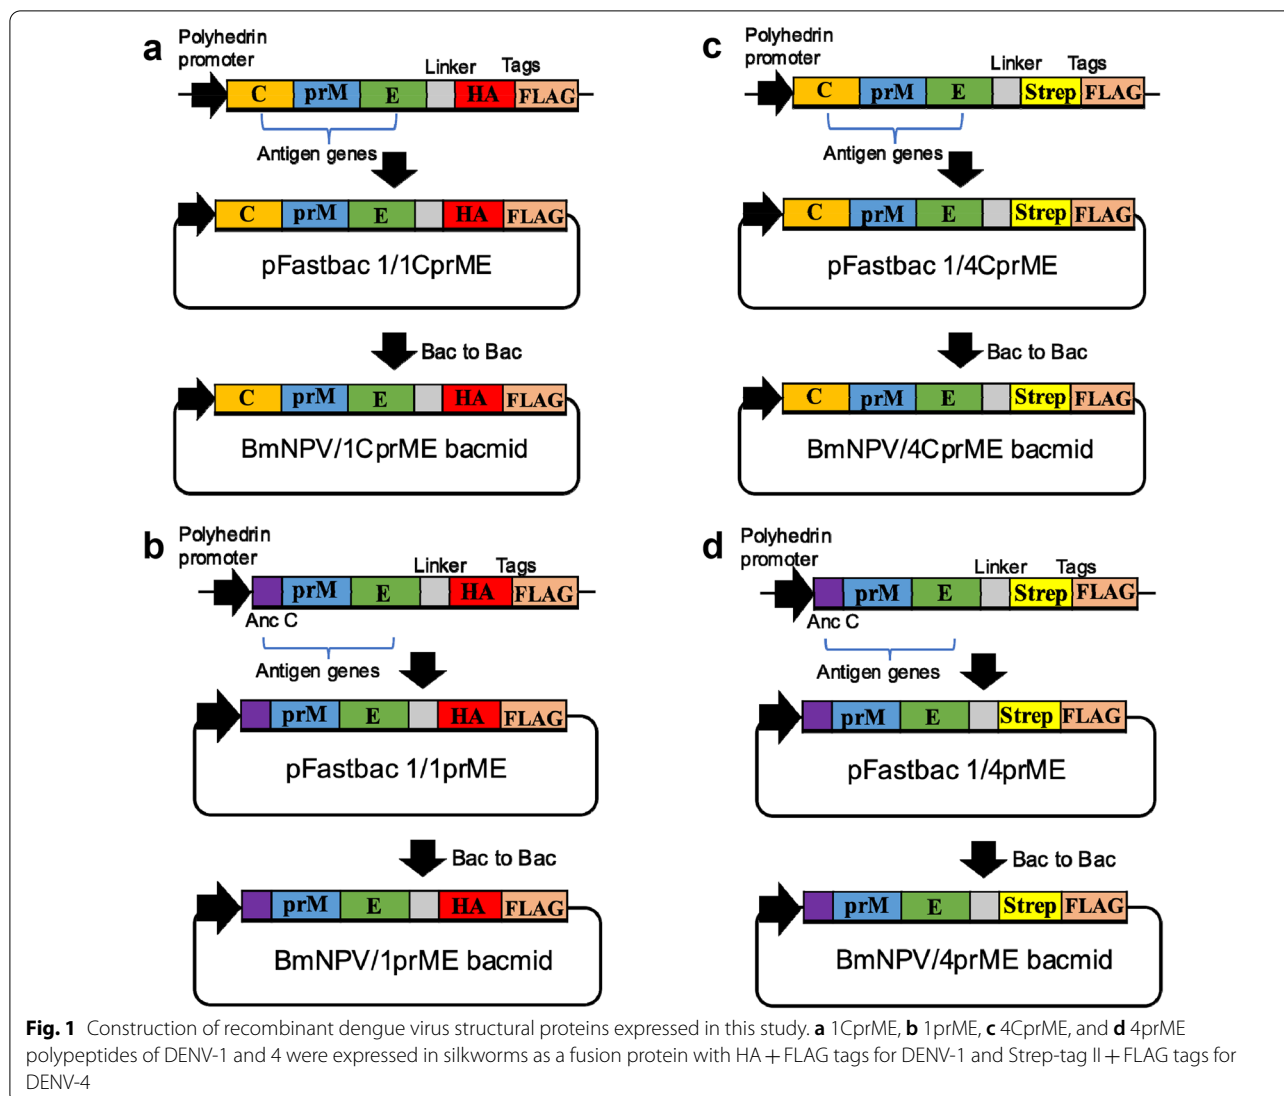 a
Polyhedrin
promoter
Linker Tags
C prM E HA FLAG
Antigen genes
C prM E HA FLAG
pFastbac 1/1CprME
Bac to Bac
C prM E HA FLAG
BmNPV/1CprME bacmid
b
Polyhedrin
promoter
Linker Tags
prM E HA FLAG
Anc C
Antigen genes
prM E HA FLAG
pFastbac 1/1prME
Bac to Bac
prM E HA FLAG
BmNPV/1prME bacmid
c
Polyhedrin
promoter
Linker Tags
C prM E Strep FLAG
Antigen genes
C prM E Strep FLAG
pFastbac 1/4CprME
Bac to Bac
C prM E Strep FLAG
BmNPV/4CprME bacmid
d
Polyhedrin
promoter
Linker Tags
prM E Strep FLAG
Anc C
Antigen genes
prM E Strep FLAG
pFastbac 1/4prME
Bac to Bac
prM E Strep FLAG
BmNPV/4prME bacmid
Fig. 1 Construction of recombinant dengue virus structural proteins expressed in this study. a 1CprME, b 1prME, c 4CprME, and d 4prME
polypeptides of DENV-1 and 4 were expressed in silkworms as a fusion protein with HA + FLAG tags for DENV-1 and Strep-tag II + FLAG tags for
DENV-4